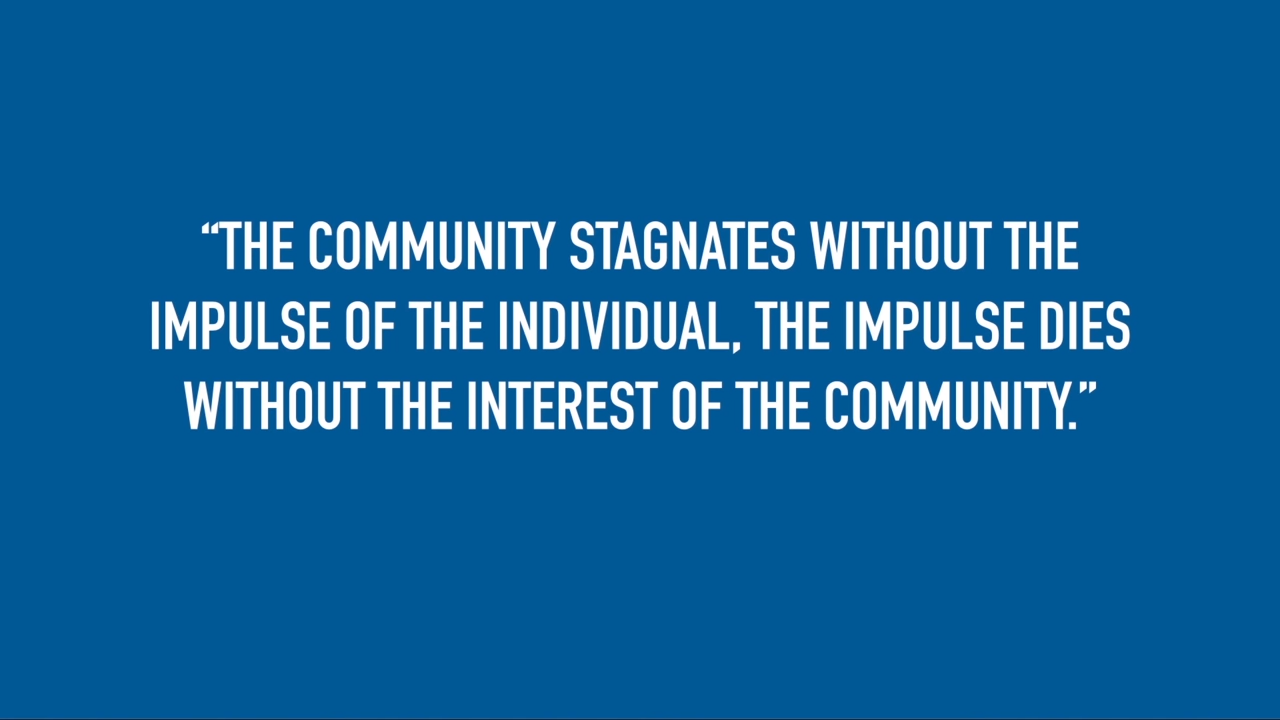 “THE COMMUNITY STAGNATES WITHOUT THE
IMPULSE OF THE INDIVIDUAL, THE IMPULSE DIES
WITHOUT THE INTEREST OF THE COMMUNITY.”